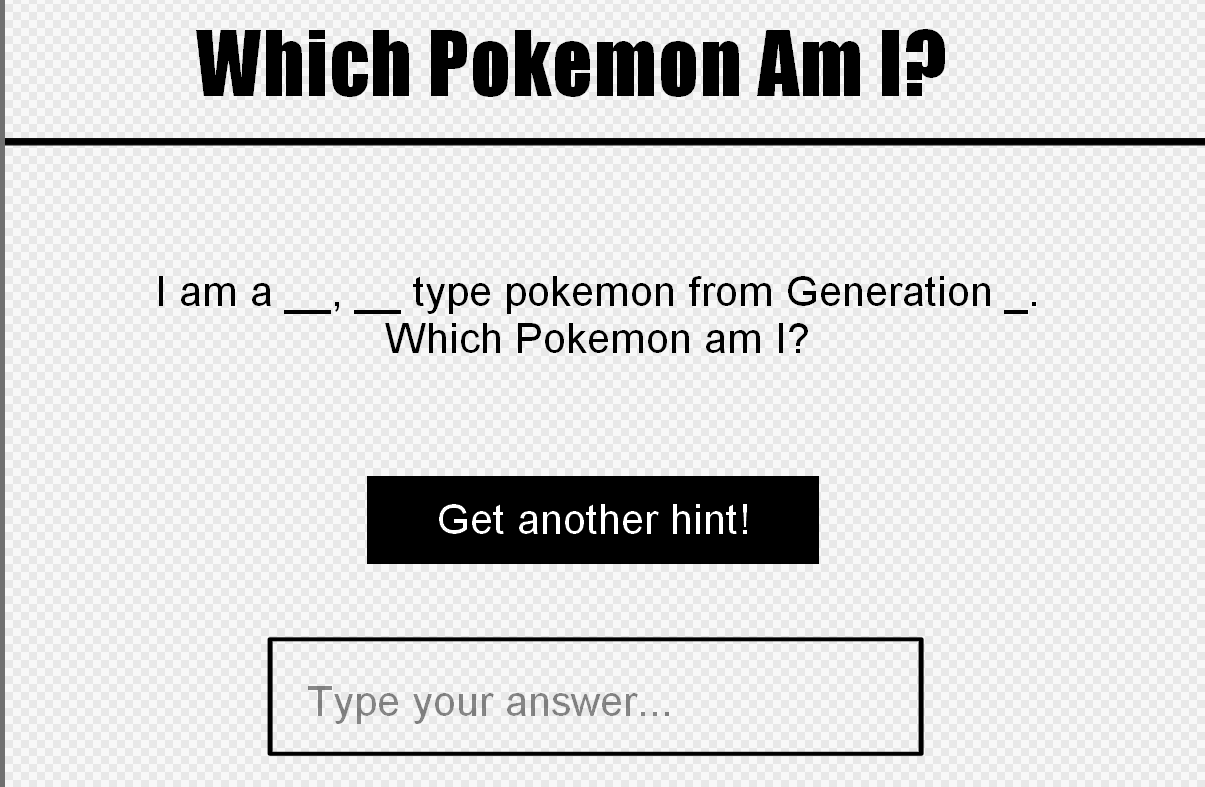 Which Pokemon Am I?
I am a __, __ type pokemon from Generation _.
Which Pokemon am I?
Get another hint!
Type your answer...